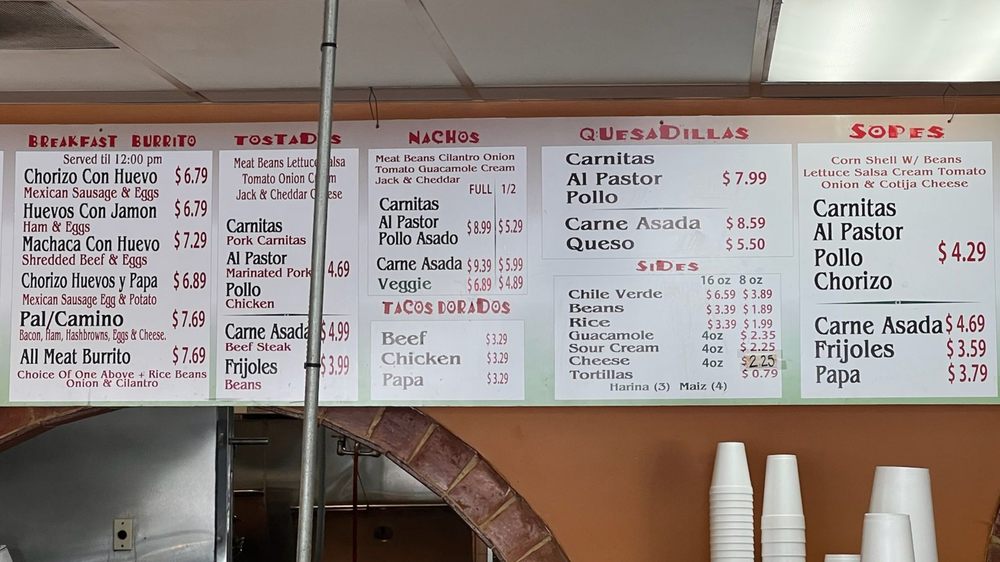 BREAKFAST BURRITO
Served til 12:00 pm
Chorizo Con Huevo $6.79
Mexican Sausage & Eggs
Huevos Con Jamon $6.79
Ham & Eggs
Machaca Con Huevo $7.29
Shredded Beef & Eggs
Chorizo Huevos y Papa $6.89
Mexican Sausage Egg & Potato
Pal/Camino $7.69
Bacon, Ham, Hashbrowns, Eggs & Cheese.
All Meat Burrito $7.69
Choice Of One Above + Rice Beans
Onion & Cilantro
TOSTADAS
Meat Beans Lettuce Salsa
Tomato Onion Cream
Jack & Cheddar Cheese
Carnitas
Pork Carnitas
Al Pastor
Marinated Pork 4.69
Pollo
Chicken
Carne Asada $4.99
Beef Steak
Frijoles $3.99
Beans
NACHOS
Meat Beans Cilantro Onion
Tomato Guacamole Cream
Jack & Cheddar
FULL 1/2
Carnitas
Al Pastor $8.99 $5.29
Pollo Asado
Carne Asada $9.39 $5.99
Veggie $6.89 $4.89
TACOS DORADOS
Beef $3.29
Chicken $3.29
Papa $3.29
QUESADILLAS
Carnitas
Al Pastor $7.99
Pollo
Carne Asada $8.59
Queso $5.50
SIDES
16 oz 8 oz
Chile Verde $6.59 $3.89
Beans $3.39 $1.89
Rice $3.39 $1.99
Guacamole 4oz $2.35
Sour Cream 4oz $2.25
Cheese 4oz $2.25
Tortillas $0.79
Harina (3) Maiz (4)
SOPES
Corn Shell W/ Beans
Lettuce Salsa Cream Tomato
Onion & Cotija Cheese
Carnitas
Al Pastor
Pollo $4.29
Chorizo
Carne Asada $4.69
Frijoles $3.59
Papa $3.79